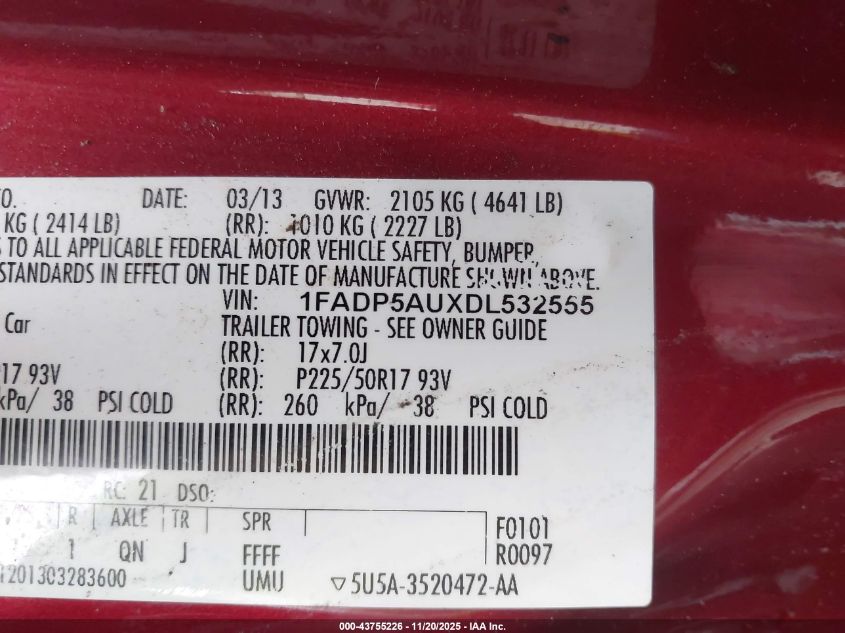 O. DATE: 03/13 GVWR: 2105 KG ( 4641 LB)
KG ( 2414 LB) (RR): 1010 KG ( 2227 LB)
TO ALL APPLICABLE FEDERAL MOTOR VEHICLE SAFETY, BUMPER,
STANDARDS IN EFFECT ON THE DATE OF MANUFACTURE SHOWN ABOVE.
VIN: 1FADP5AUXDL532555
Car TRAILER TOWING - SEE OWNER GUIDE
(RR): 17x7.0J
17 93V (RR): P225/50R17 93V
kPa/ 38 PSI COLD (RR): 260 kPa/ 38 PSI COLD
RC: 21 DSO:
R AXLE TR SPR F0101
1 QN J FFFF R0097
1201303283600 UMU ▽5U5A-3520472-AA
000-43755226 - 11/20/2025 - IAA Inc.